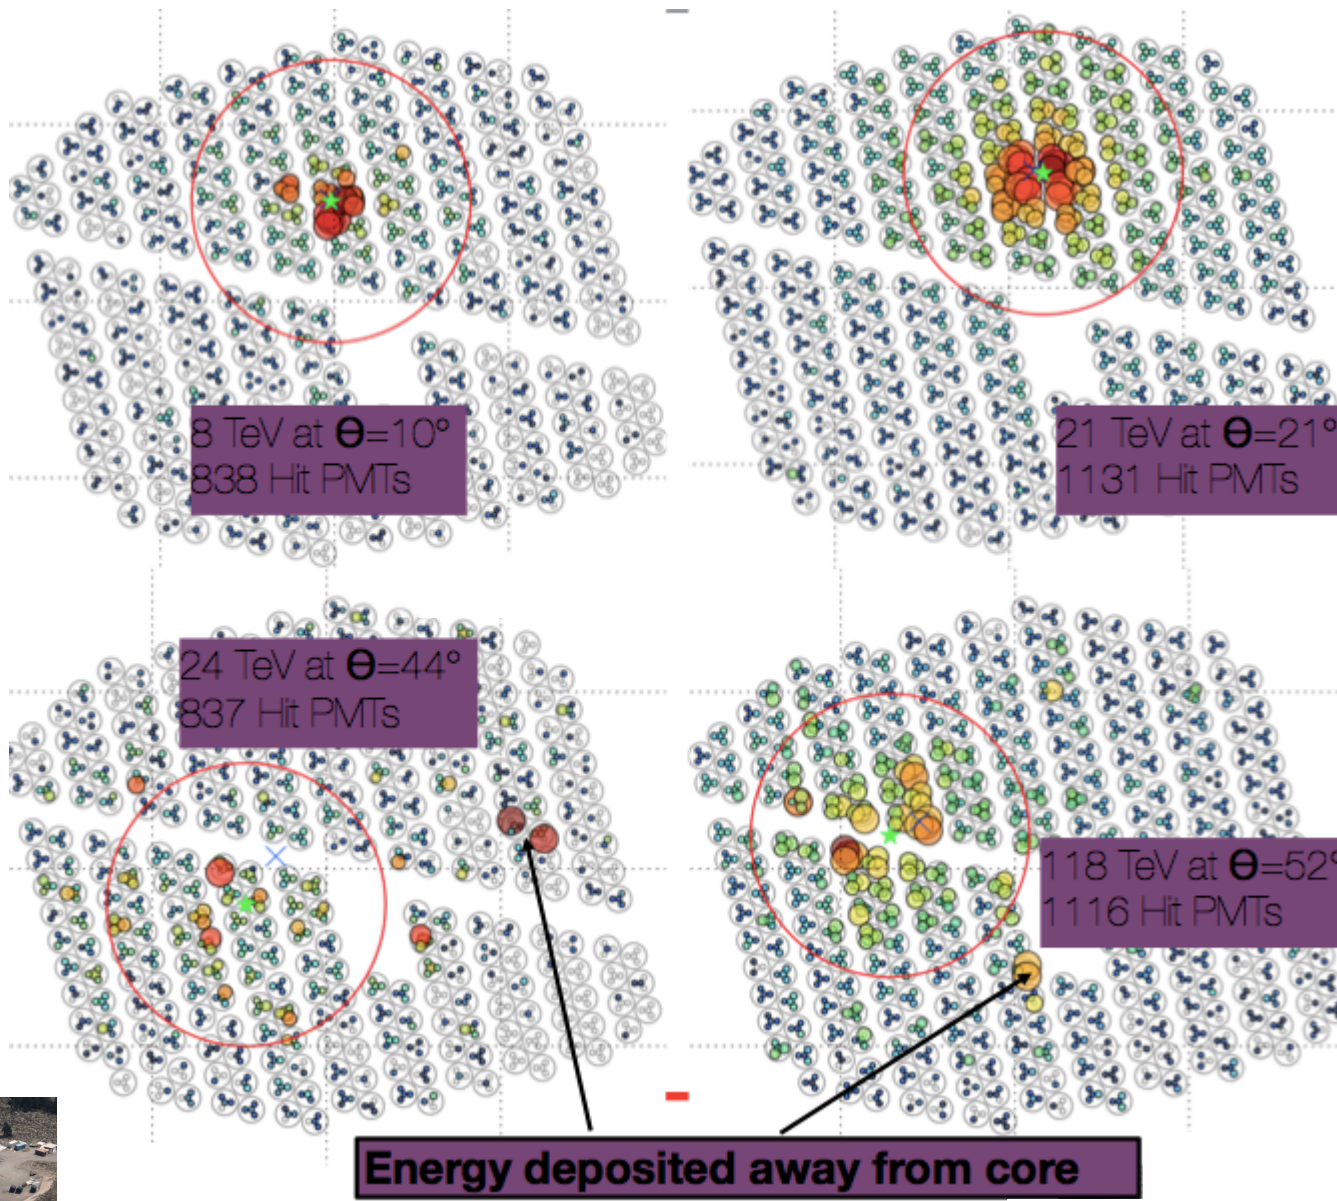 8 TeV at ϴ=10°
838 Hit PMTs
21 TeV at ϴ=21°
1131 Hit PMTs
24 TeV at ϴ=44°
837 Hit PMTs
118 TeV at ϴ=52°
1116 Hit PMTs
Energy deposited away from core